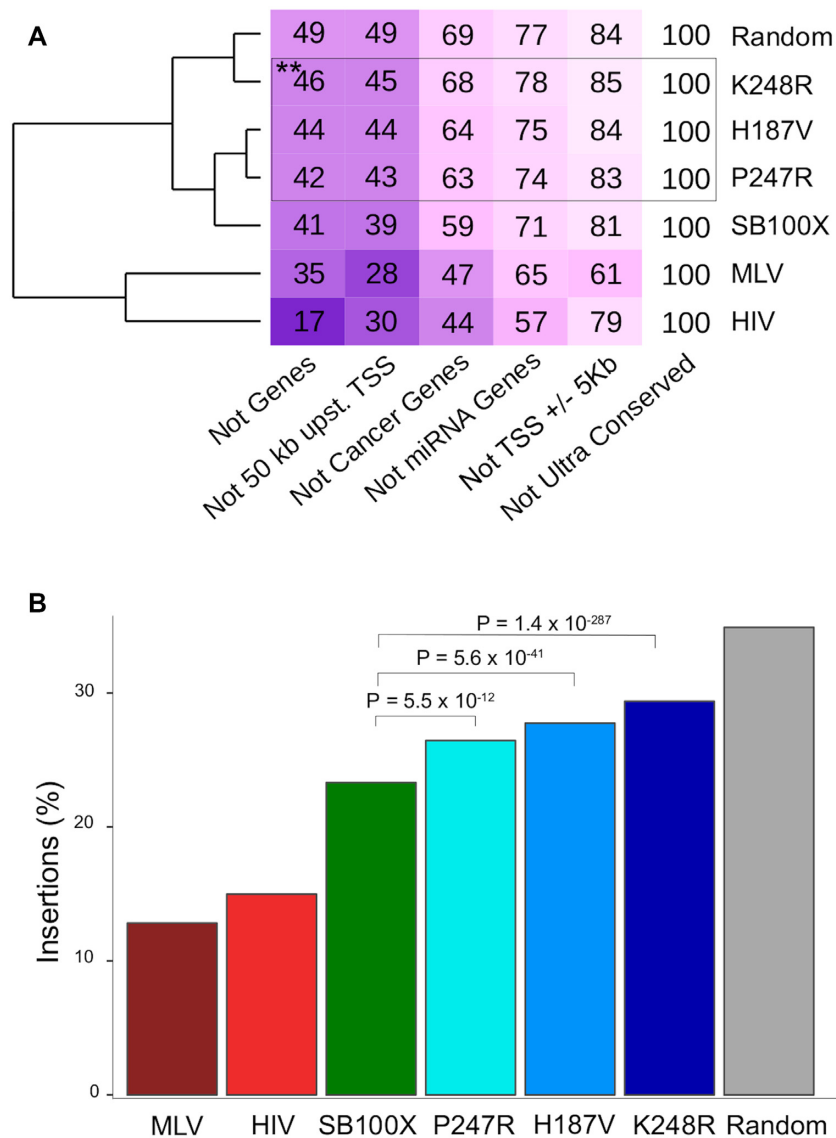 A
49 49 69 77 84 100 Random
**46 45 68 78 85 100 K248R
44 44 64 75 84 100 H187V
42 43 63 74 83 100 P247R
41 39 59 71 81 100 SB100X
35 28 47 65 61 100 MLV
17 30 44 57 79 100 HIV
Not Genes
Not 50 kb upst. TSS
Not Cancer Genes
Not miRNA Genes
Not TSS +/- 5Kb
Not Ultra Conserved
B
P = 1.4 x 10-287
P = 5.6 x 10-41
P = 5.5 x 10-12
Insertions (%)
30
20
10
0
MLV HIV SB100X P247R H187V K248R Random